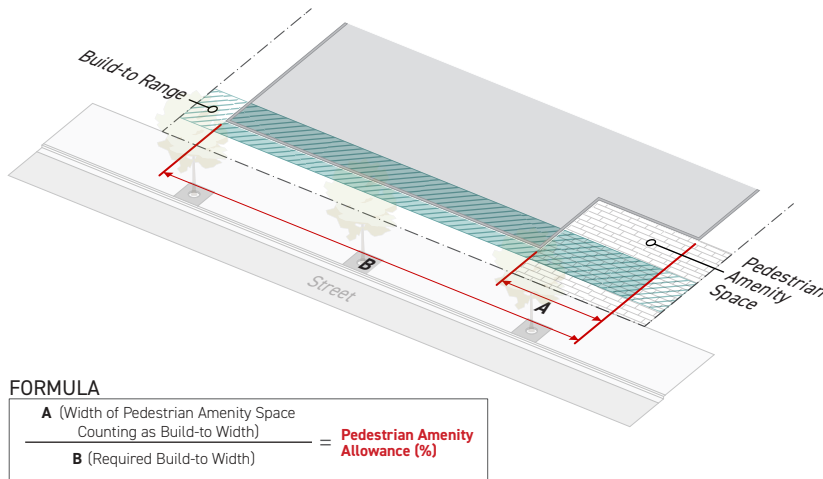 Build-to Range
Pedestrian
Amenity
Space
B
A
Street
FORMULA
A (Width of Pedestrian Amenity Space
Counting as Build-to Width)
B (Required Build-to Width)
= Pedestrian Amenity
Allowance (%)